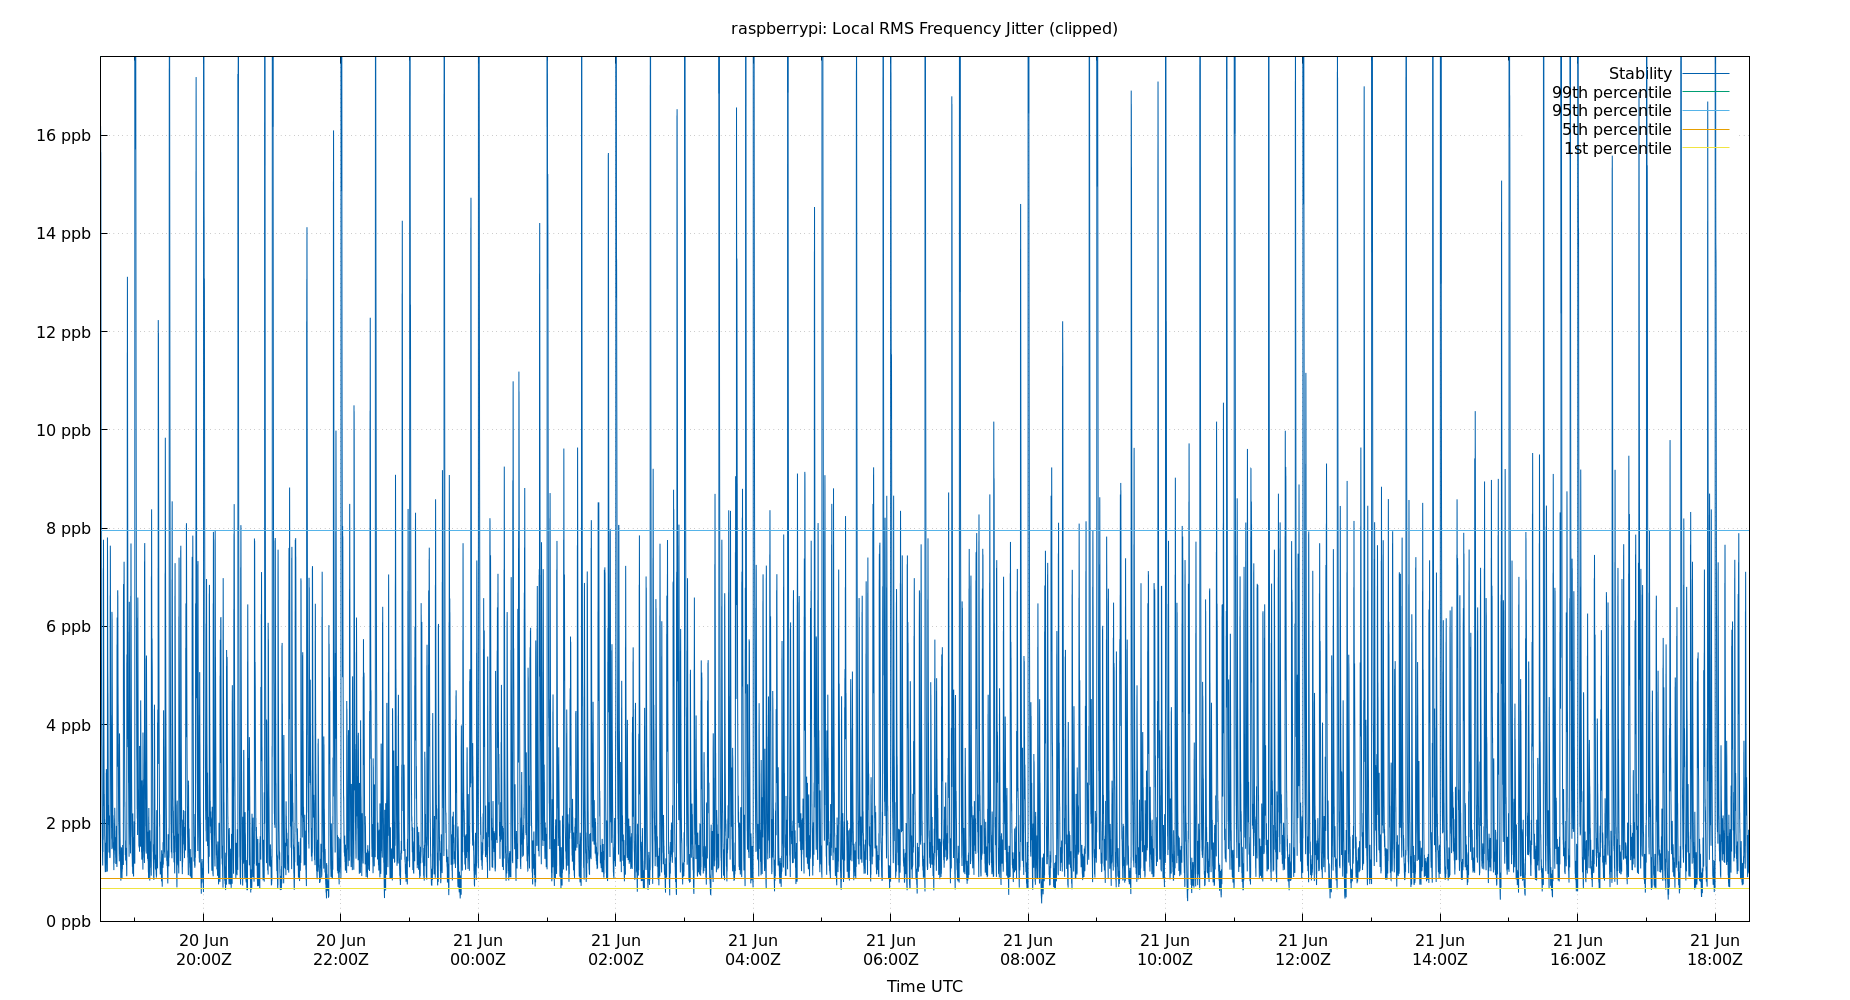 raspberrypi: Local RMS Frequency Jitter (clipped)
Stability
99th percentile
95th percentile
5th percentile
1st percentile
16 ppb
14 ppb
12 ppb
10 ppb
8 ppb
6 ppb
4 ppb
2 ppb
0 ppb
20 Jun 20 Jun 21 Jun 21 Jun 21 Jun 21 Jun 21 Jun 21 Jun 21 Jun 21 Jun 21 Jun 21 Jun
20:00Z 22:00Z 00:00Z 02:00Z 04:00Z 06:00Z 08:00Z 10:00Z 12:00Z 14:00Z 16:00Z 18:00Z
Time UTC